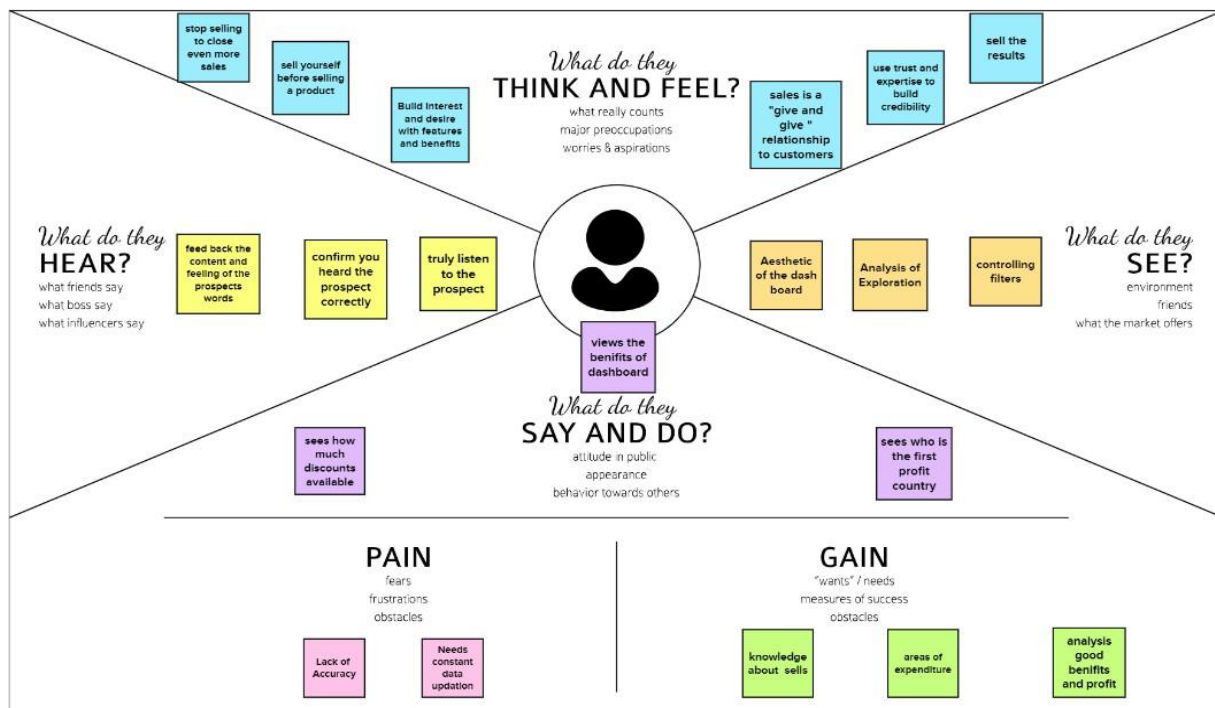 stop selling
to close
even more
sales
sell yourself
before selling
a product
Build interest
and desire
with features
and benefits
What do they
THINK AND FEEL?
what really counts
major preoccupations
worries & aspirations
sales is a
"give and
give "
relationship
to customers
use trust and
expertise to
build
credibility
sell the
results
What do they
HEAR?
what friends say
what boss say
what influencers say
feed back the
content and
feeling of the
prospects
words
confirm you
heard the
prospect
correctly
truly listen
to the
prospect
Aesthetic
of the dash
board
Analysis of
Exploration
controlling
filters
What do they
SEE?
environment
friends
what the market offers
views the
benifits of
dashboard
What do they
SAY AND DO?
attitude in public
appearance
behavior towards others
sees how
much
discounts
available
sees who is
the first
profit
country
PAIN
fears
frustrations
obstacles
Lack of
Accuracy
Needs
constant
data
updation
GAIN
"wants" / needs
measures of success
obstacles
knowledge
about sells
areas of
expenditure
analysis
good
benifits
and profit